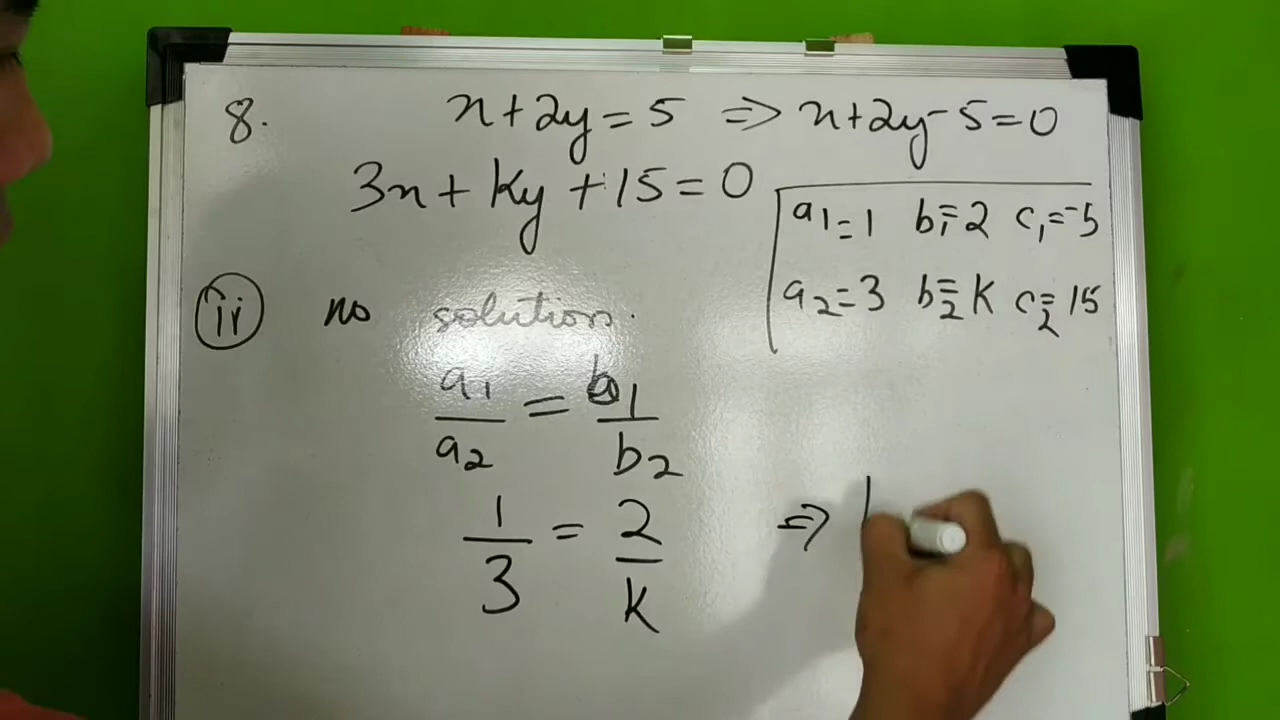 8. x+2y=5 ⇒ x+2y-5=0
3x+ky+15=0
a1=1 b1=2 c1=-5
a2=3 b2=k c2=15
(ii) no solution.
a1/a2 = b1/b2
1/3 = 2/k ⇒